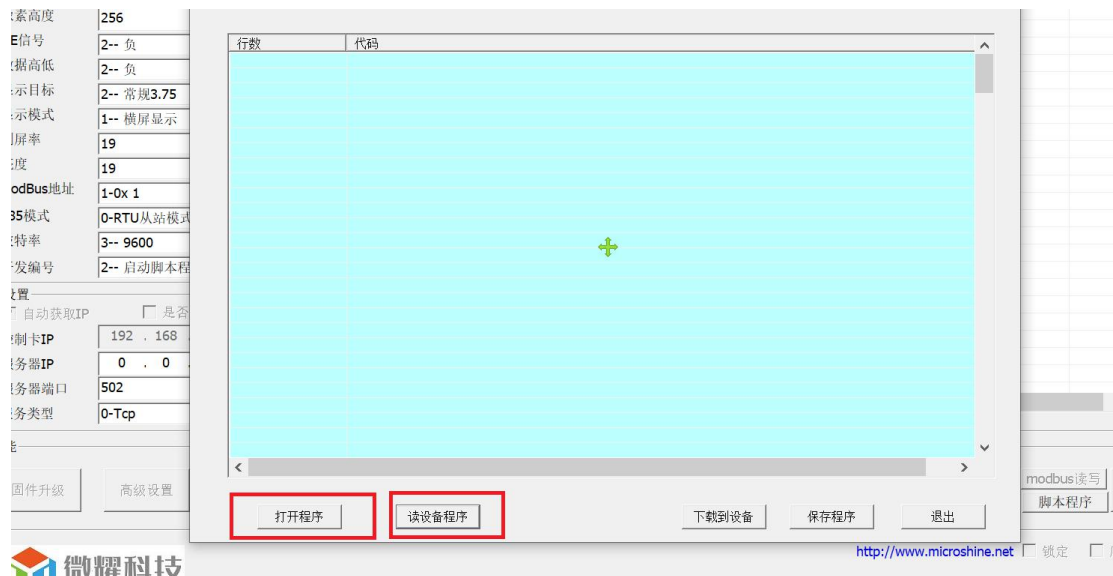 素高度 256
E信号 2-- 负
据高低 2-- 负
示目标 2-- 常规3.75
示模式 1-- 横屏显示
屏率 19
度 19
odBus地址 1-0x 1
35模式 0-RTU从站模式
特率 3-- 9600
发编号 2-- 启动脚本程
行数 代码
置
自动获取IP 是否
制卡IP 192 . 168
务器IP 0 . 0
务器端口 502
务类型 0-Tcp
能
固件升级 高级设置
打开程序 读设备程序 下载到设备 保存程序 退出
modbus读写
脚本程序
http://www.microshine.net 锁定
微耀科技